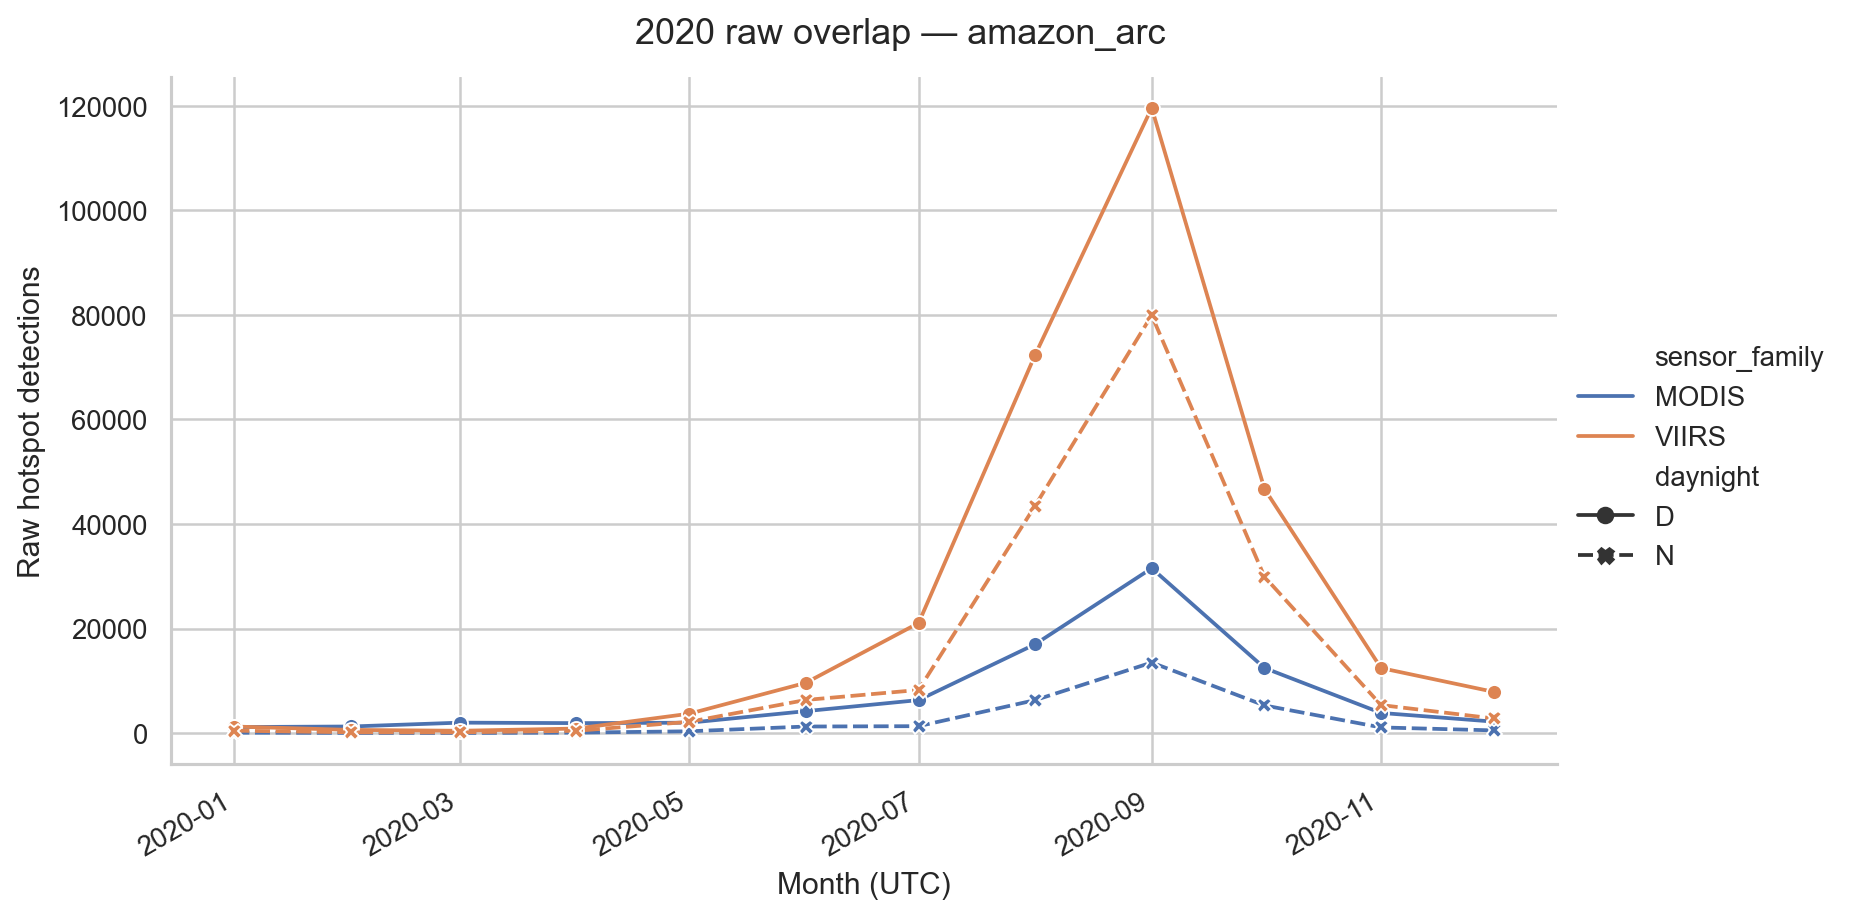 2020 raw overlap — amazon_arc
Raw hotspot detections
120000
100000
80000
60000
40000
20000
0
2020-01
2020-03
2020-05
2020-07
2020-09
2020-11
Month (UTC)
sensor_family
MODIS
VIIRS
daynight
D
N